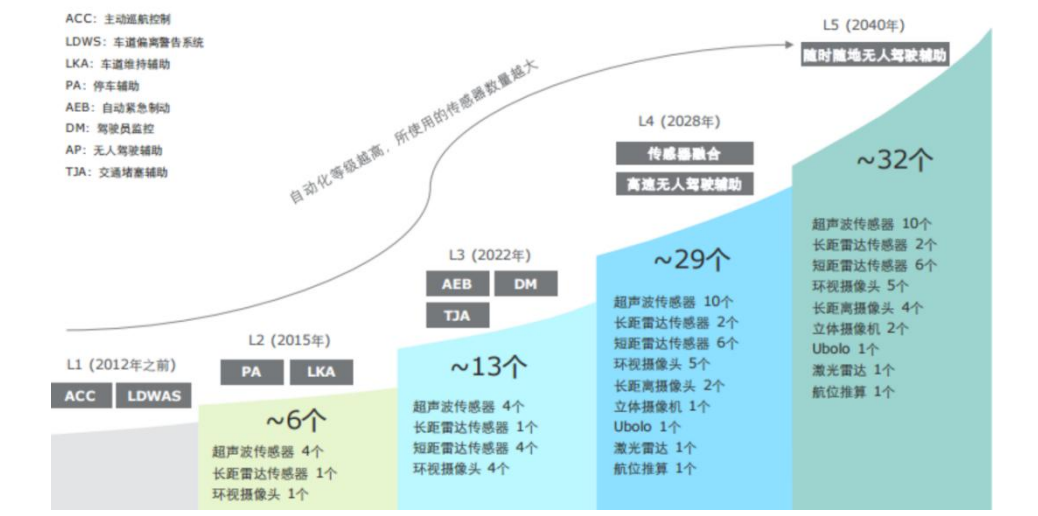 ACC：主动巡航控制
LDWS：车道偏离警告系统
LKA：车道维持辅助
PA：停车辅助
AEB：自动紧急制动
DM：驾驶员监控
AP：无人驾驶辅助
TJA：交通堵塞辅助
自动化等级越高，所使用的传感器数量越大
L1（2012年之前）
ACC
LDWAS
L2（2015年）
PA
LKA
~6个
超声波传感器 4个
长距雷达传感器 1个
环视摄像头 1个
L3（2022年）
AEB
DM
TJA
~13个
超声波传感器 4个
长距雷达传感器 1个
短距雷达传感器 4个
环视摄像头 4个
L4（2028年）
传感器融合
高速无人驾驶辅助
~29个
超声波传感器 10个
长距雷达传感器 2个
短距雷达传感器 6个
环视摄像头 5个
长距离摄像头 2个
立体摄像机 1个
Ubolo 1个
激光雷达 1个
航位推算 1个
L5（2040年）
随时随地无人驾驶辅助
~32个
超声波传感器 10个
长距雷达传感器 2个
短距雷达传感器 6个
环视摄像头 5个
长距离摄像头 4个
立体摄像机 2个
Ubolo 1个
激光雷达 1个
航位推算 1个